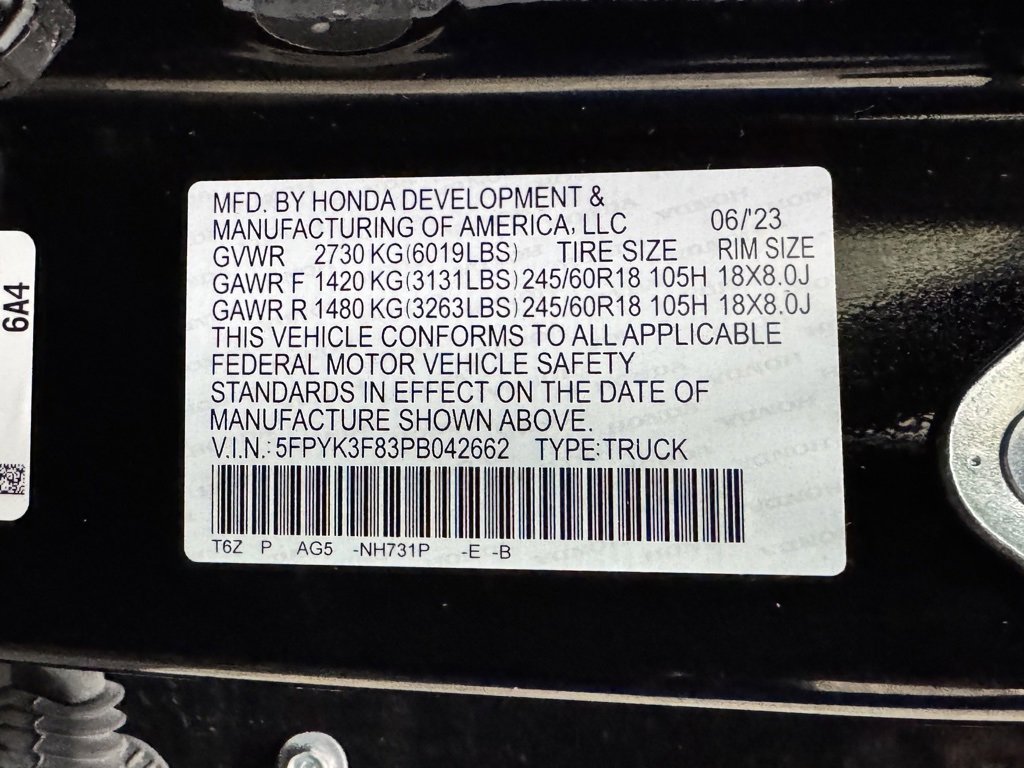 MFD. BY HONDA DEVELOPMENT &
MANUFACTURING OF AMERICA, LLC 06/'23
GVWR 2730 KG(6019LBS) TIRE SIZE RIM SIZE
GAWR F 1420 KG(3131LBS) 245/60R18 105H 18X8.0J
GAWR R 1480 KG(3263LBS) 245/60R18 105H 18X8.0J
THIS VEHICLE CONFORMS TO ALL APPLICABLE
FEDERAL MOTOR VEHICLE SAFETY
STANDARDS IN EFFECT ON THE DATE OF
MANUFACTURE SHOWN ABOVE.
V.I.N.: 5FPYK3F83PB042662 TYPE: TRUCK
T6Z P AG5 -NH731P -E -B
6A4